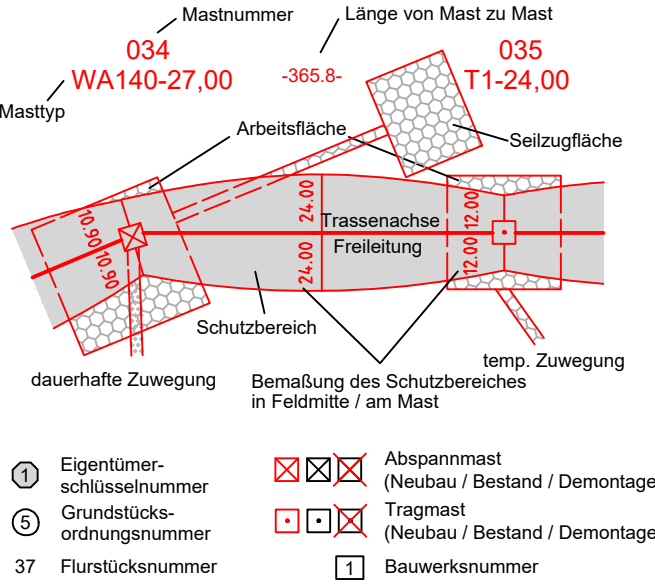 Mastnummer
Länge von Mast zu Mast
034
035
WA140-27,00
-365.8-
T1-24,00
Masttyp
Arbeitsfläche
Seilzugfläche
10.90
10.90
24.00
24.00
Trassenachse
Freileitung
12.00
12.00
Schutzbereich
dauerhafte Zuwegung
temp. Zuwegung
Bemaßung des Schutzbereiches
in Feldmitte / am Mast
1
Eigentümer-
schlüsselnummer
Abspannmast
(Neubau / Bestand / Demontage
5
Grundstücks-
ordnungsnummer
Tragmast
(Neubau / Bestand / Demontage
37 Flurstücksnummer
1 Bauwerksnummer